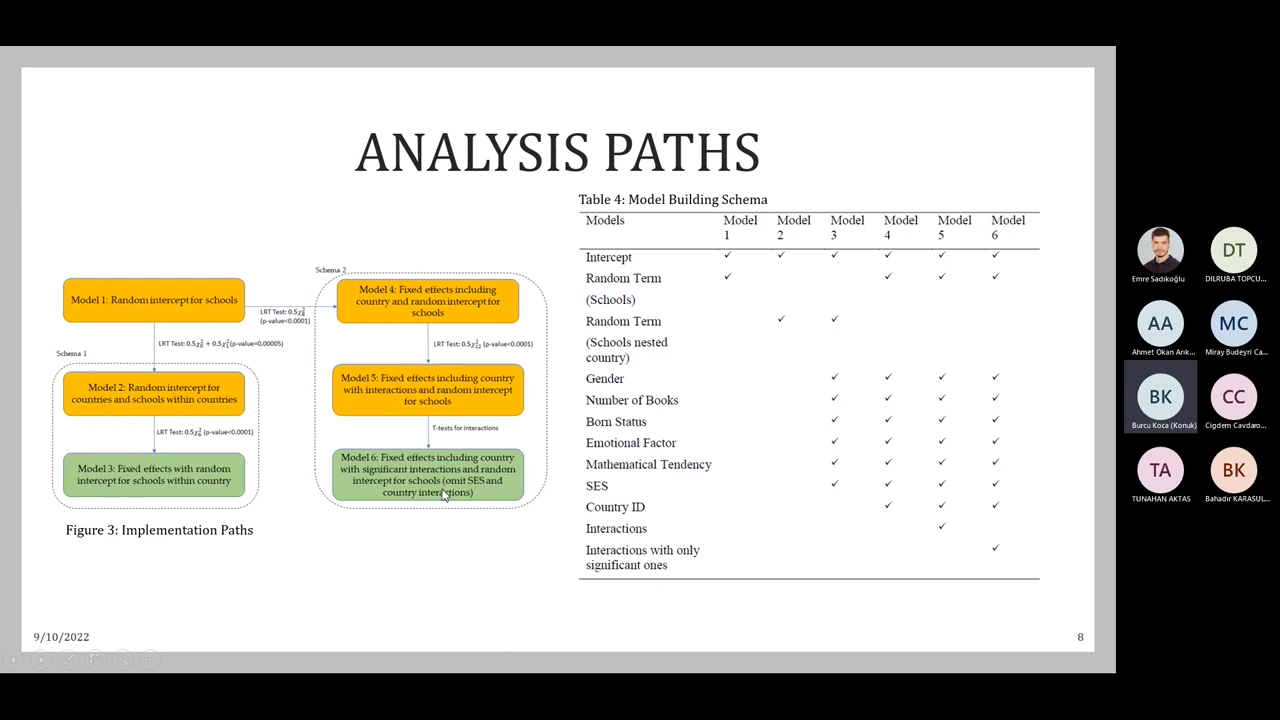 ANALYSIS PATHS
Schema 2
Model 1: Random intercept for schools
LRT Test: 0.5χ²₈
(p-value<0.0001)
Model 4: Fixed effects including
country and random intercept for
schools
LRT Test: 0.5χ²₀ + 0.5χ²₁(p-value=0.00005)
LRT Test: 0.5χ²₁₂ (p-value<0.0001)
Schema 1
Model 2: Random intercept for
countries and schools within countries
Model 5: Fixed effects including country
with interactions and random intercept
for schools
LRT Test: 0.5χ²₆ (p-value<0.0001)
T-tests for interactions
Model 3: Fixed effects with random
intercept for schools within country
Model 6: Fixed effects including country
with significant interactions and random
intercept for schools (omit SES and
country interactions)
Figure 3: Implementation Paths
Table 4: Model Building Schema
Models Model 1 Model 2 Model 3 Model 4 Model 5 Model 6
Intercept ✓ ✓ ✓ ✓ ✓ ✓
Random Term ✓ ✓ ✓ ✓
(Schools)
Random Term ✓ ✓
(Schools nested
country)
Gender ✓ ✓ ✓ ✓
Number of Books ✓ ✓ ✓ ✓
Born Status ✓ ✓ ✓ ✓
Emotional Factor ✓ ✓ ✓ ✓
Mathematical Tendency ✓ ✓ ✓ ✓
SES ✓ ✓ ✓ ✓
Country ID ✓ ✓ ✓
Interactions ✓
Interactions with only ✓
significant ones
9/10/2022
8
Emre Sadıkoğlu
DT
DILRUBA TOPCU...
AA
Ahmet Okan Arık...
MC
Miray Budeyri Ca...
BK
Burcu Koca (Konuk)
CC
Cigdem Cavdaro...
TA
TUNAHAN AKTAS
BK
Bahadır KARASUL...